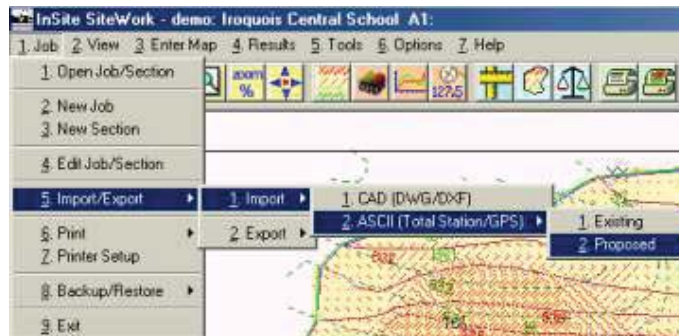 InSite SiteWork - demo: Iroquois Central School A1:
1. Job 2. View 3. Enter Map 4. Results 5. Tools 6. Options 7. Help
1. Open Job/Section
zoom
%
127.5
2. New Job
3. New Section
4. Edit Job/Section
5. Import/Export
1. Import
1. CAD (DWG/DXF)
2. ASCII (Total Station/GPS)
1. Existing
2. Proposed
2. Export
6. Print
7. Printer Setup
8. Backup/Restore
9. Exit